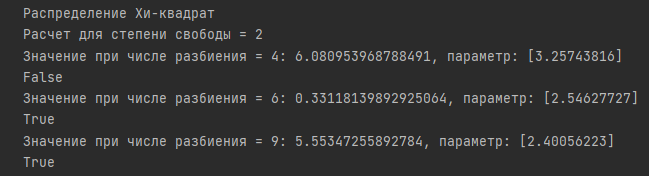 Распределение Хи-квадрат
Расчет для степени свободы = 2
Значение при числе разбиения = 4: 6.080953968788491, параметр: [3.25743816]
False
Значение при числе разбиения = 6: 0.33118139892925064, параметр: [2.54627727]
True
Значение при числе разбиения = 9: 5.55347255892784, параметр: [2.40056223]
True